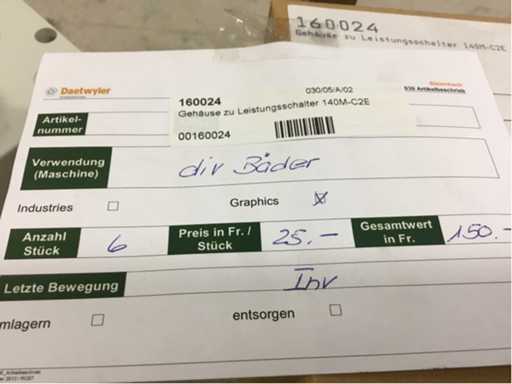 160024
Gehäuse zu Leistungsschalter 140M-C2E
Daetwyler
030 Artikelbeschrieb
Artikel-
nummer
160024
030/05/A/02
Gehäuse zu Leistungsschalter 140M-C2E
00160024
Verwendung
(Maschine)
div Bäder
Industries
Graphics
Anzahl
Stück
6
Preis in Fr. /
Stück
25.-
Gesamtwert
in Fr.
150.-
Letzte Bewegung
Inv
mlagern
entsorgen